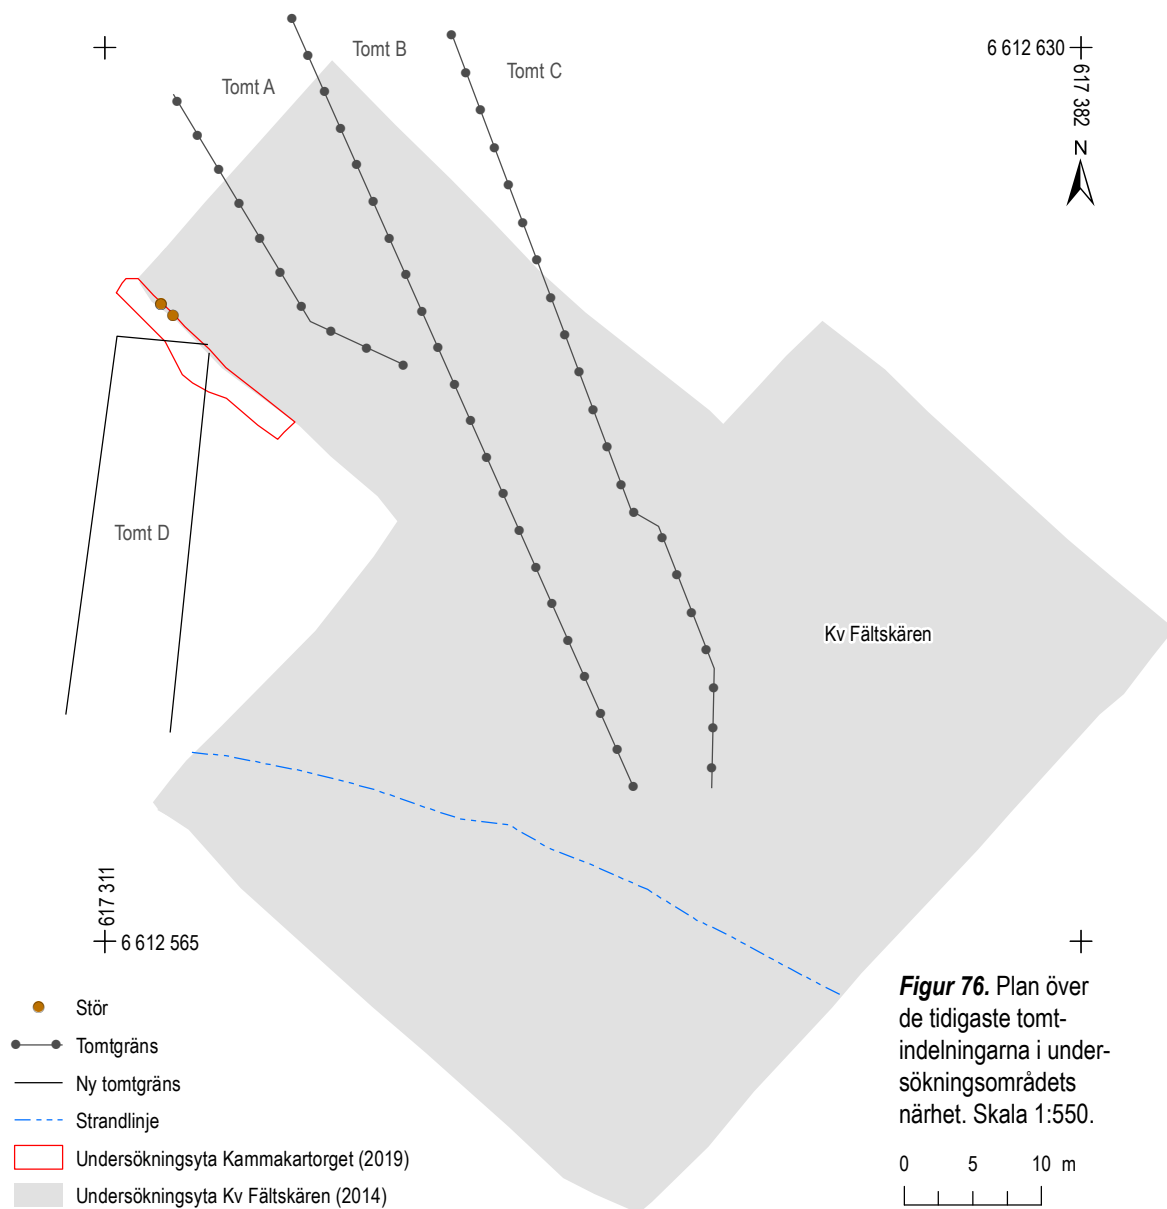 Tomt B
6 612 630
Tomt C
Tomt A
617 382
N
Tomt D
Kv Fältskären
617 311
6 612 565
Figur 76. Plan över
de tidigaste tomt-
indelningarna i under-
sökningsområdets
närhet. Skala 1:550.
0 5 10 m
Stör
Tomtgräns
Ny tomtgräns
Strandlinje
Undersökningsyta Kammakartorget (2019)
Undersökningsyta Kv Fältskären (2014)